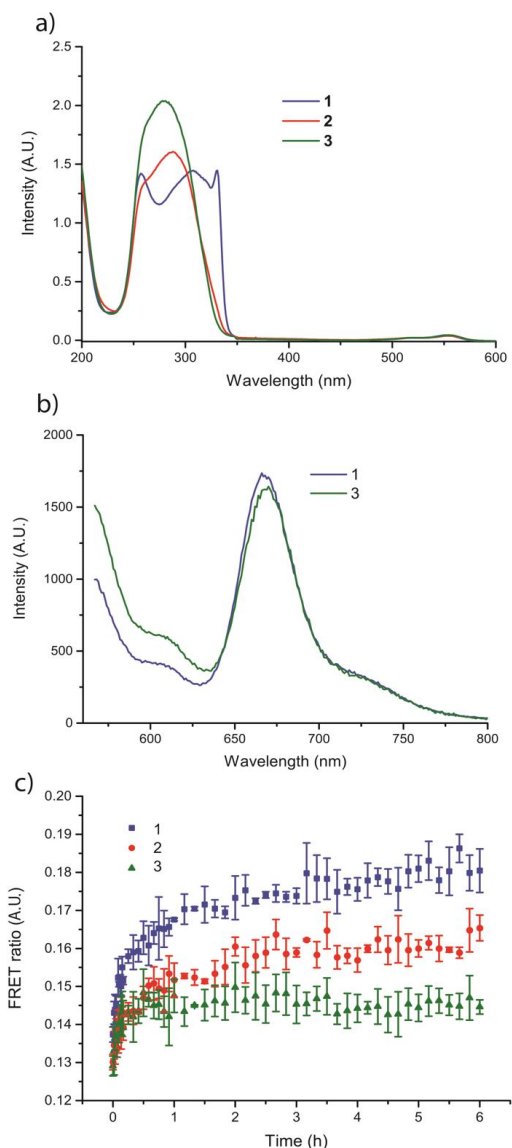 a)
2.5
2.0
1.5
1.0
0.5
0.0
Intensity (A.U.)
1
2
3
200 300 400 500 600
Wavelength (nm)
b)
2000
1500
1000
500
0
Intensity (A.U.)
1
3
600 650 700 750 800
Wavelength (nm)
c)
0.20
0.19
0.18
0.17
0.16
0.15
0.14
0.13
0.12
FRET ratio (A.U.)
1
2
3
0 1 2 3 4 5 6
Time (h)